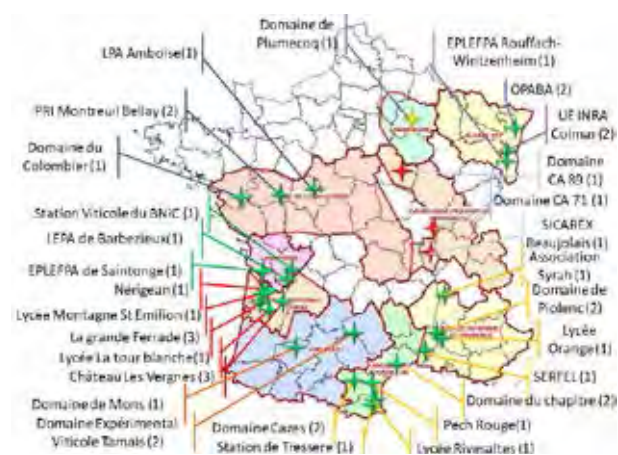 Domaine de
Plumecoq (1)
LPA Amboise (1)
EPLEFPA Rouffach-
Wintzenheim (1)
OPABA (2)
PRI Montreuil Bellay (2)
UE INRA
Colmar (2)
Domaine du
Colombier (1)
Domaine
CA 89 (1)
Domaine CA 71 (1)
Station Viticole du BNIC (1)
SICAREX
Beaujolais (1)
LEPA de Barbezieux (1)
Association
Syrah (1)
EPLEFPA de Saintonge (1)
Domaine de
Piolenc (2)
Nérigean (1)
Lycée Montagne St Emilion (1)
Lycée
Orange (1)
La grande Ferrade (3)
Lycée La tour blanche (1)
SERFEL (1)
Château Les Vergnes (3)
Domaine du chapitre (2)
Domaine de Mons (1)
Domaine Expérimental
Viticole Tarnais (2)
Domaine Cazes (2)
Pech Rouge (1)
Station de Tressere (1)
Lycée Rivesaltes (1)